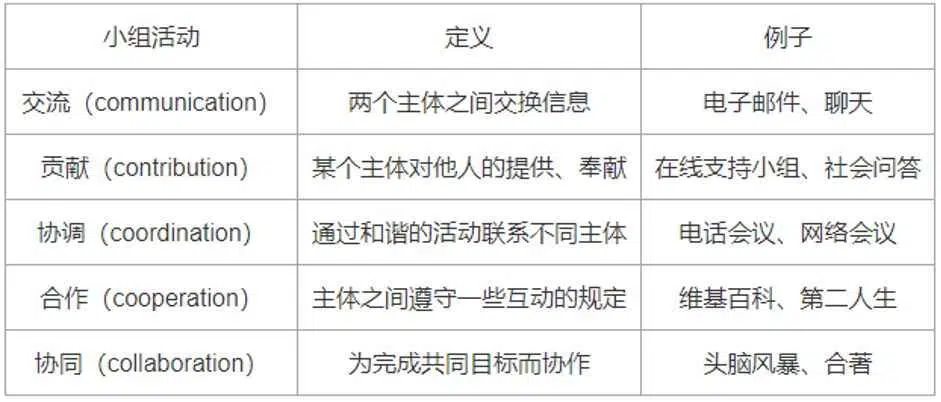 小组活动 定义 例子
交流（communication） 两个主体之间交换信息 电子邮件、聊天
贡献（contribution） 某个主体对他人的提供、奉献 在线支持小组、社会问答
协调（coordination） 通过和谐的活动联系不同主体 电话会议、网络会议
合作（cooperation） 主体之间遵守一些互动的规定 维基百科、第二人生
协同（collaboration） 为完成共同目标而协作 头脑风暴、合著